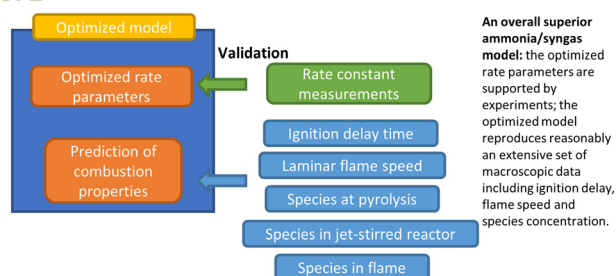 Optimized model
Validation
Optimized rate
parameters
Rate constant
measurements
Prediction of
combustion
properties
Ignition delay time
Laminar flame speed
Species at pyrolysis
Species in jet-stirred reactor
Species in flame
An overall superior
ammonia/syngas
model: the optimized
rate parameters are
supported by
experiments; the
optimized model
reproduces reasonably
an extensive set of
macroscopic data
including ignition delay,
flame speed and
species concentration.